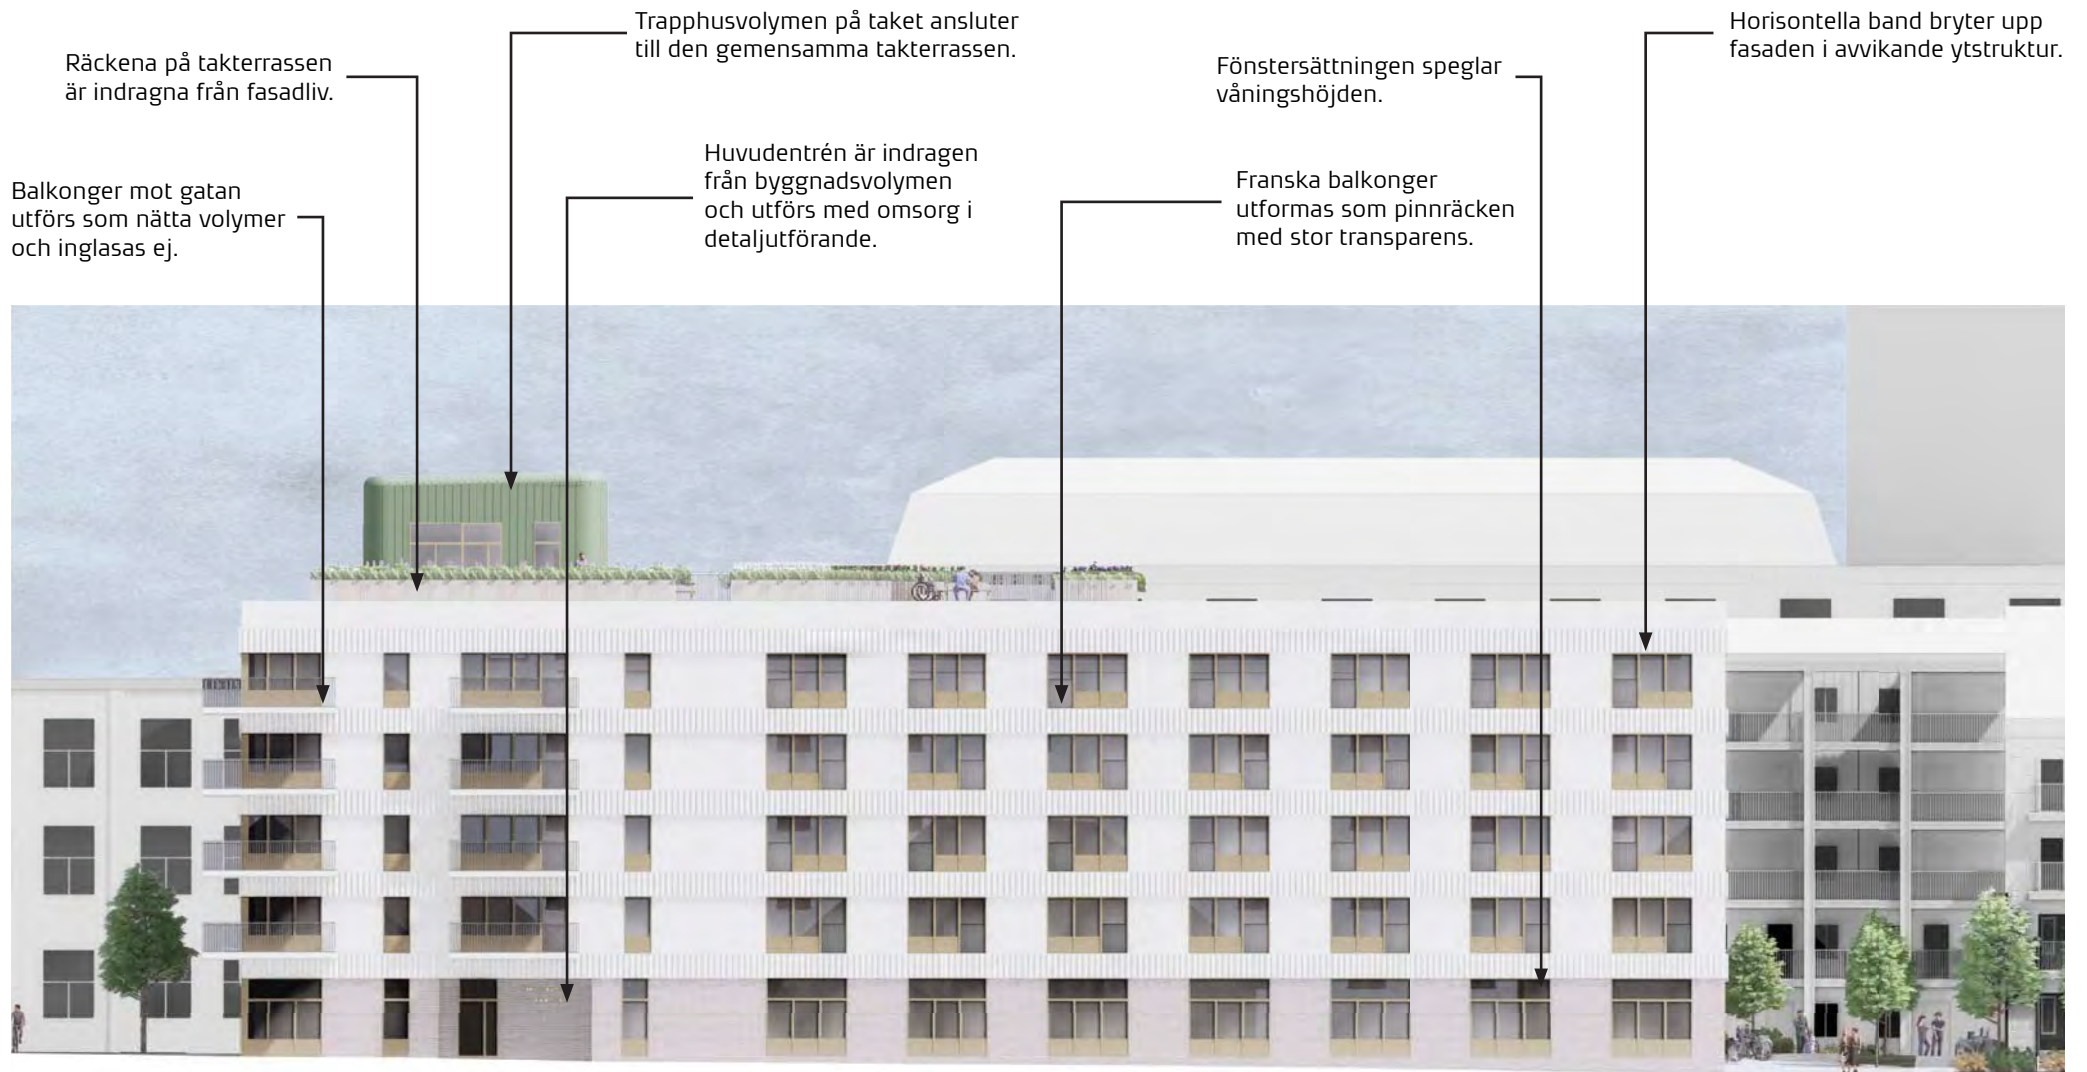 Trapphusvolymen på taket ansluter
till den gemensamma takterrassen.
Horisontella band bryter upp
fasaden i avvikande ytstruktur.
Räckena på takterrassen
är indragna från fasadliv.
Fönstersättningen speglar
våningshöjden.
Huvudentrén är indragen
från byggnadsvolymen
och utförs med omsorg i
detaljutförande.
Franska balkonger
utformas som pinnräcken
med stor transparens.
Balkonger mot gatan
utförs som nätta volymer
och inglasas ej.